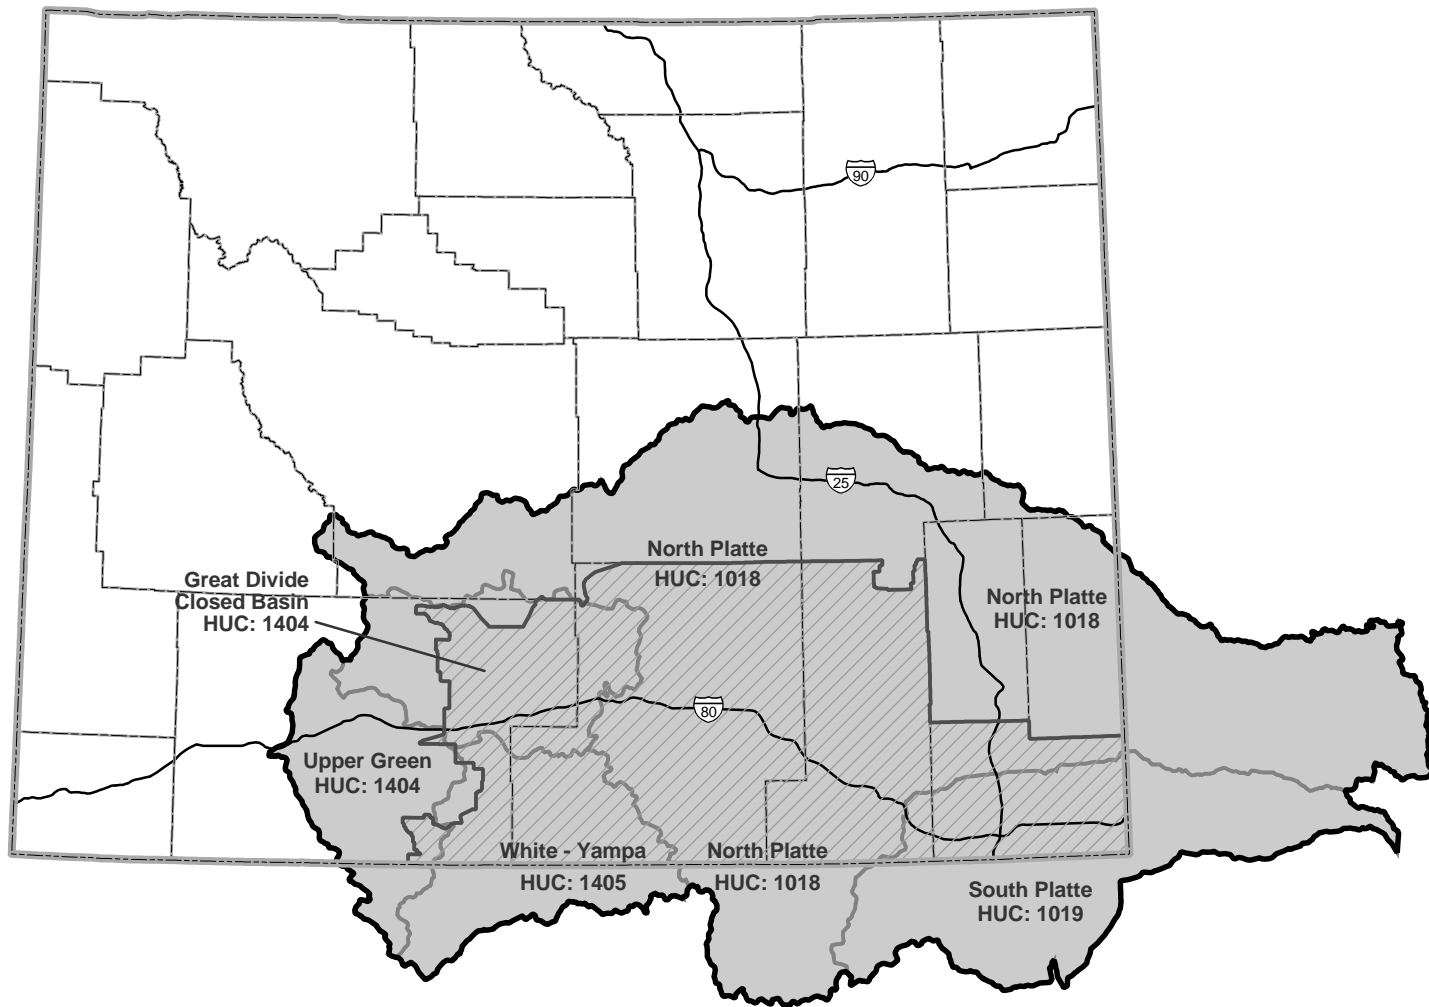 90
25
North Platte
HUC: 1018
Great Divide
Closed Basin
HUC: 1404
North Platte
HUC: 1018
80
Upper Green
HUC: 1404
White - Yampa
HUC: 1405
North Platte
HUC: 1018
South Platte
HUC: 1019